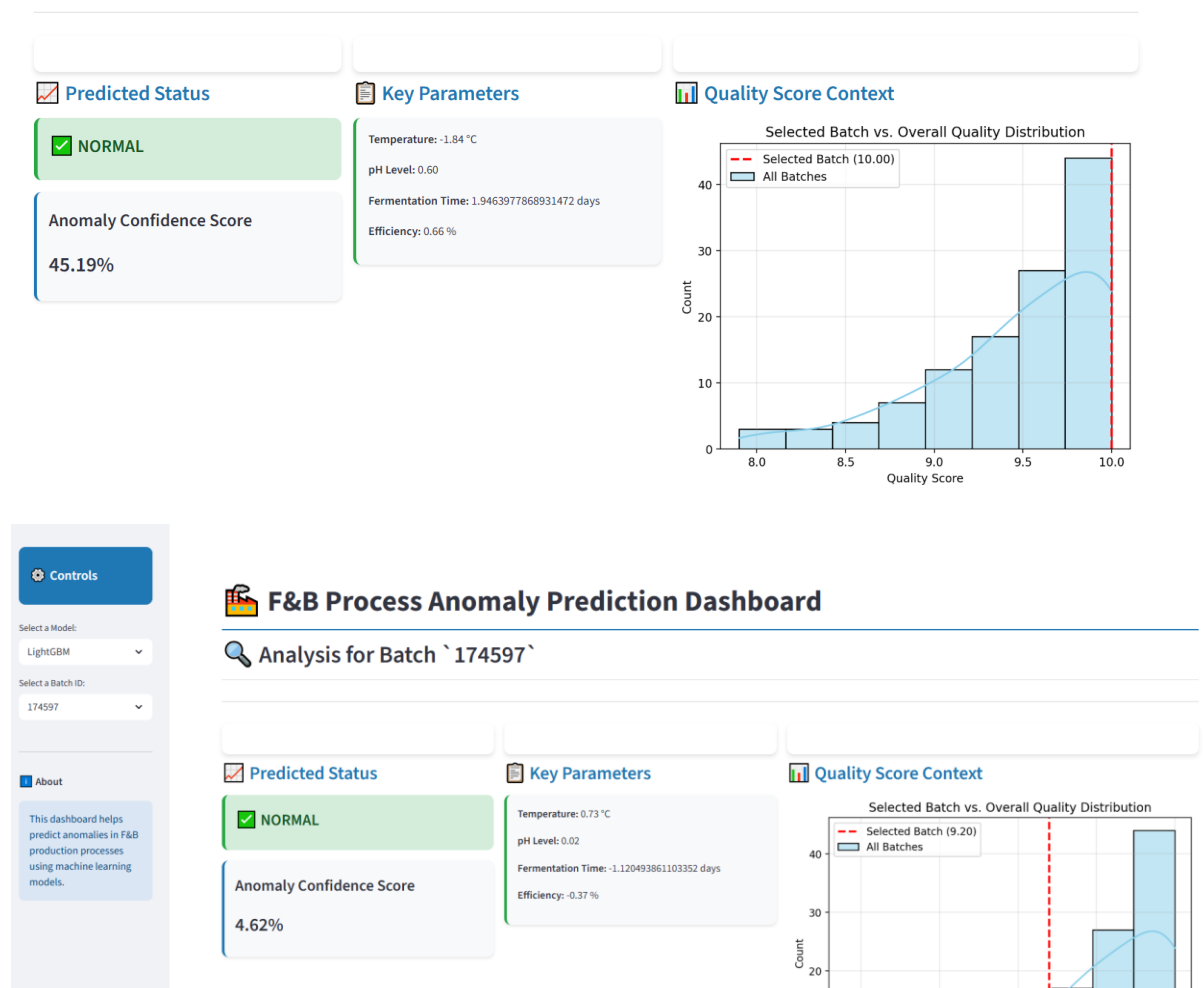 Predicted Status
NORMAL
Anomaly Confidence Score
45.19%
Key Parameters
Temperature: -1.84 °C
pH Level: 0.60
Fermentation Time: 1.9463977868931472 days
Efficiency: 0.66 %
Quality Score Context
Selected Batch vs. Overall Quality Distribution
Selected Batch (10.00)
All Batches
Count
40
30
20
10
0
8.0 8.5 9.0 9.5 10.0
Quality Score
Controls
Select a Model:
LightGBM
Select a Batch ID:
174597
About
This dashboard helps
predict anomalies in F&B
production processes
using machine learning
models.
F&B Process Anomaly Prediction Dashboard
Analysis for Batch `174597`
Predicted Status
NORMAL
Anomaly Confidence Score
4.62%
Key Parameters
Temperature: 0.73 °C
pH Level: 0.02
Fermentation Time: -1.120493861103352 days
Efficiency: -0.37 %
Quality Score Context
Selected Batch vs. Overall Quality Distribution
Selected Batch (9.20)
All Batches
Count
40
30
20